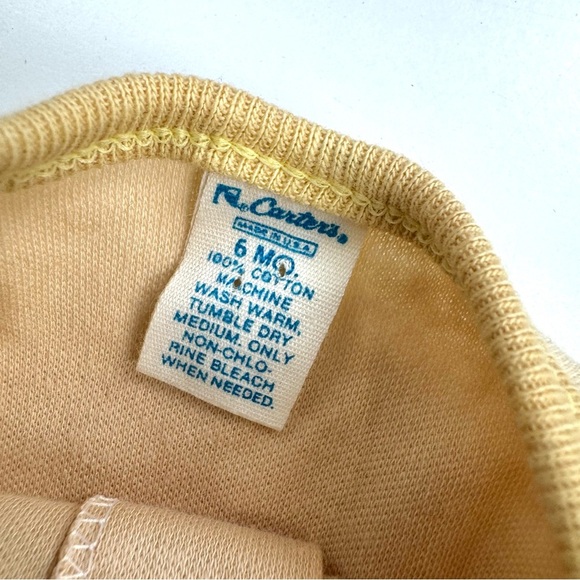 ® Carter's®
MADE IN U.S.A.
6 MO.
100% COTTON
MACHINE
WASH WARM,
TUMBLE DRY
MEDIUM. ONLY
NON-CHLO-
RINE BLEACH
WHEN NEEDED.